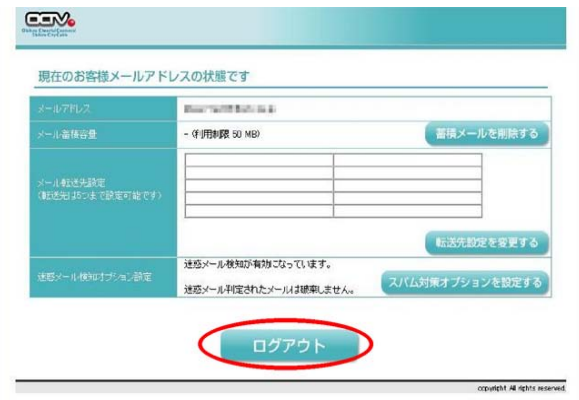 現在のお客様メールアドレスの状態です
メールアドレス
メール蓄積容量
- (利用制限 50 MB)
蓄積メールを削除する
メール転送先設定
(転送先は5つまで設定可能です)
転送先設定を変更する
迷惑メール検知オプション設定
迷惑メール検知が有効になっています。
迷惑メール判定されたメールは破棄しません。
スパム対策オプションを設定する
ログアウト
copyright All rights reserved.